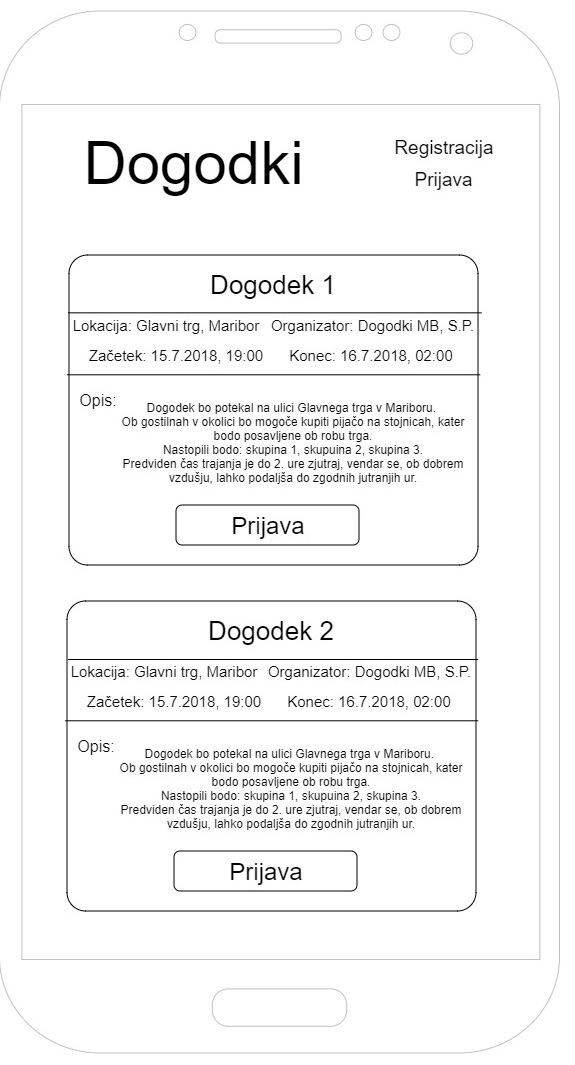 Dogodki
Registracija
Prijava
Dogodek 1
Lokacija: Glavni trg, Maribor Organizator: Dogodki MB, S.P.
Začetek: 15.7.2018, 19:00 Konec: 16.7.2018, 02:00
Opis:
Dogodek bo potekal na ulici Glavnega trga v Mariboru.
Ob gostilnah v okolici bo mogoče kupiti pijačo na stojnicah, kater
bodo posavljene ob robu trga.
Nastopili bodo: skupina 1, skupuina 2, skupina 3.
Predviden čas trajanja je do 2. ure zjutraj, vendar se, ob dobrem
vzdušju, lahko podaljša do zgodnih jutranjih ur.
Prijava
Dogodek 2
Lokacija: Glavni trg, Maribor Organizator: Dogodki MB, S.P.
Začetek: 15.7.2018, 19:00 Konec: 16.7.2018, 02:00
Opis:
Dogodek bo potekal na ulici Glavnega trga v Mariboru.
Ob gostilnah v okolici bo mogoče kupiti pijačo na stojnicah, kater
bodo posavljene ob robu trga.
Nastopili bodo: skupina 1, skupuina 2, skupina 3.
Predviden čas trajanja je do 2. ure zjutraj, vendar se, ob dobrem
vzdušju, lahko podaljša do zgodnih jutranjih ur.
Prijava